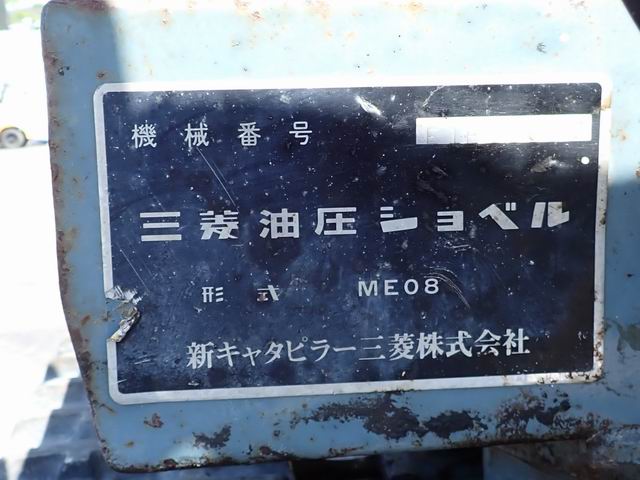 機械番号
三菱油圧ショベル
形式 ME08
新キャタピラー三菱株式会社